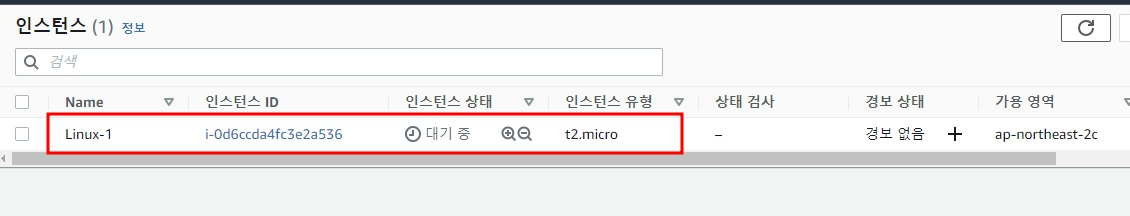 인스턴스 (1) 정보
검색
Name 인스턴스 ID 인스턴스 상태 인스턴스 유형 상태 검사 경보 상태 가용 영역
Linux-1 i-0d6ccda4fc3e2a536 대기 중 t2.micro – 경보 없음 + ap-northeast-2c